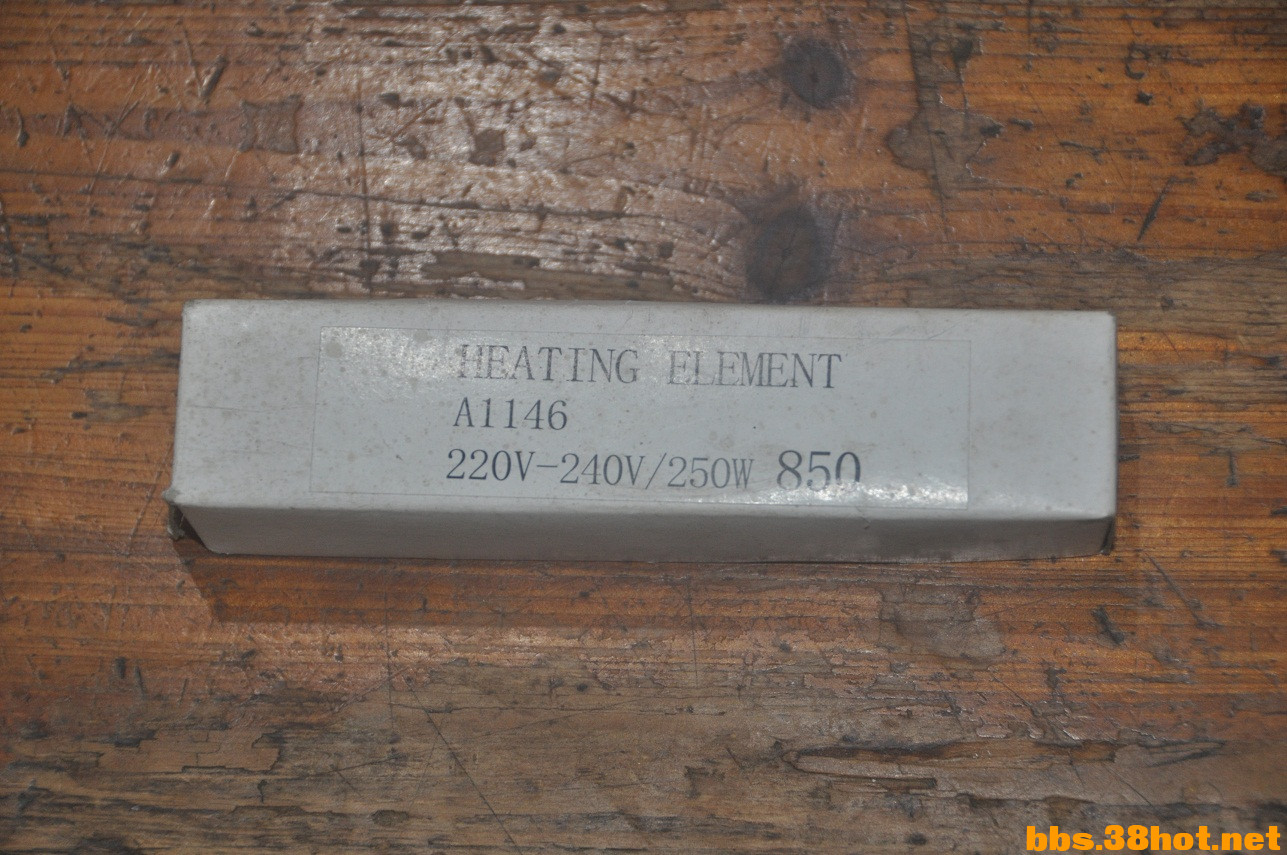 HEATING ELEMENT
A1146
220V-240V/250W 850
bbs.38hot.net